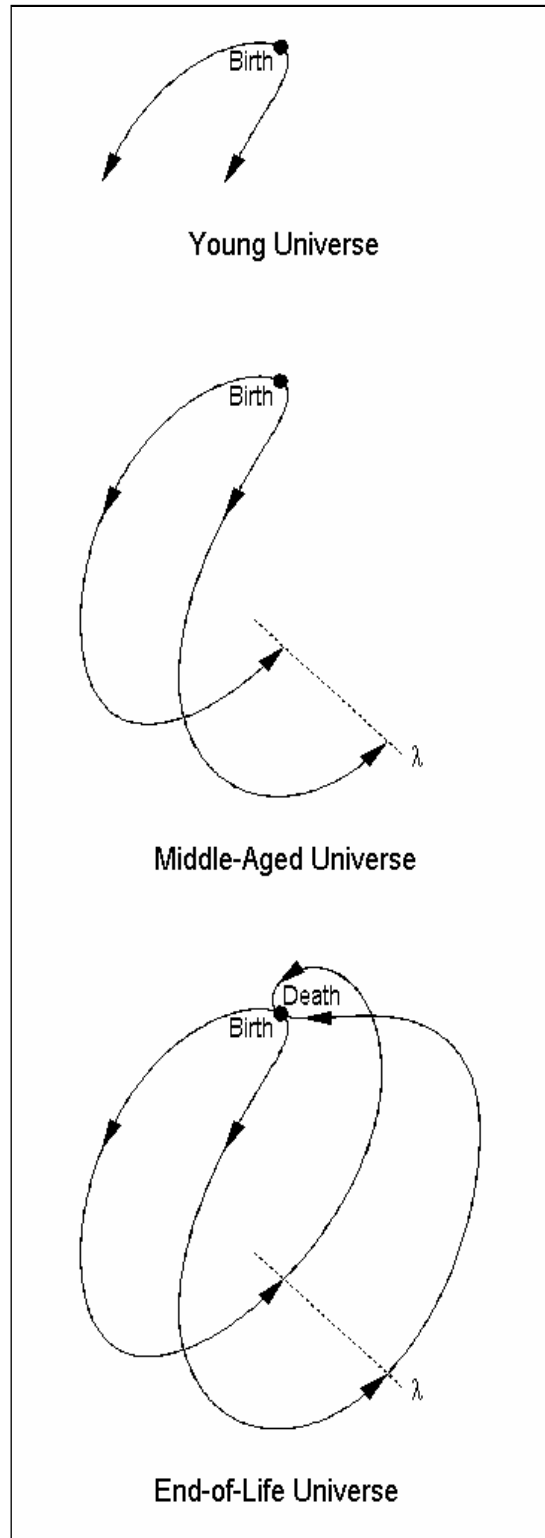 Birth
Young Universe
Birth
λ
Middle-Aged Universe
Death
Birth
λ
End-of-Life Universe